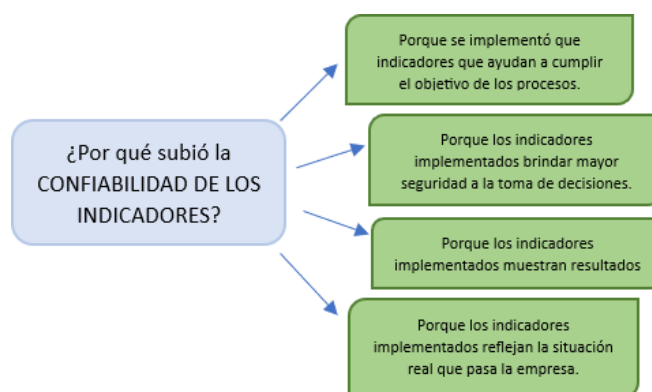 Porque se implementó que
indicadores que ayudan a cumplir
el objetivo de los procesos.
¿Por qué subió la
CONFIABILIDAD DE LOS
INDICADORES?
Porque los indicadores
implementados brindar mayor
seguridad a la toma de decisiones.
Porque los indicadores
implementados muestran resultados
Porque los indicadores
implementados reflejan la situación
real que pasa la empresa.